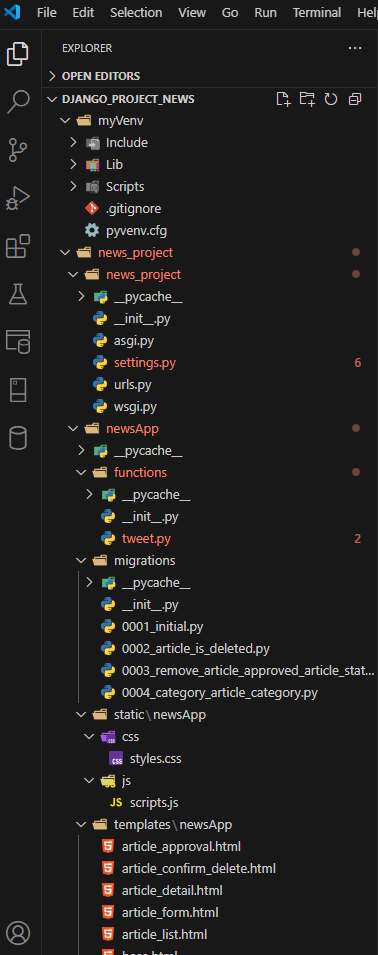 File Edit Selection View Go Run Terminal Help
EXPLORER
OPEN EDITORS
DJANGO_PROJECT_NEWS
myVenv
Include
Lib
Scripts
.gitignore
pyvenv.cfg
news_project
news_project
__pycache__
__init__.py
asgi.py
settings.py 6
urls.py
wsgi.py
newsApp
__pycache__
functions
__pycache__
__init__.py
tweet.py 2
migrations
__pycache__
__init__.py
0001_initial.py
0002_article_is_deleted.py
0003_remove_article_approved_article_stat...
0004_category_article_category.py
static\newsApp
css
styles.css
js
JS scripts.js
templates\newsApp
article_approval.html
article_confirm_delete.html
article_detail.html
article_form.html
article_list.html